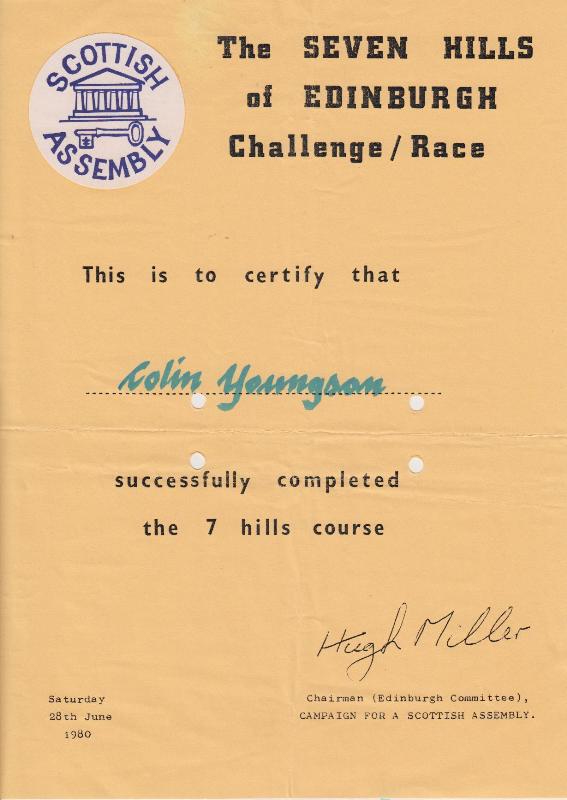 SCOTTISH ASSEMBLY
The SEVEN HILLS
of EDINBURGH
Challenge/Race
This is to certify that
Colin Youngson
successfully completed
the 7 hills course
Hugh Miller
Saturday
28th June
1980
Chairman (Edinburgh Committee),
CAMPAIGN FOR A SCOTTISH ASSEMBLY.